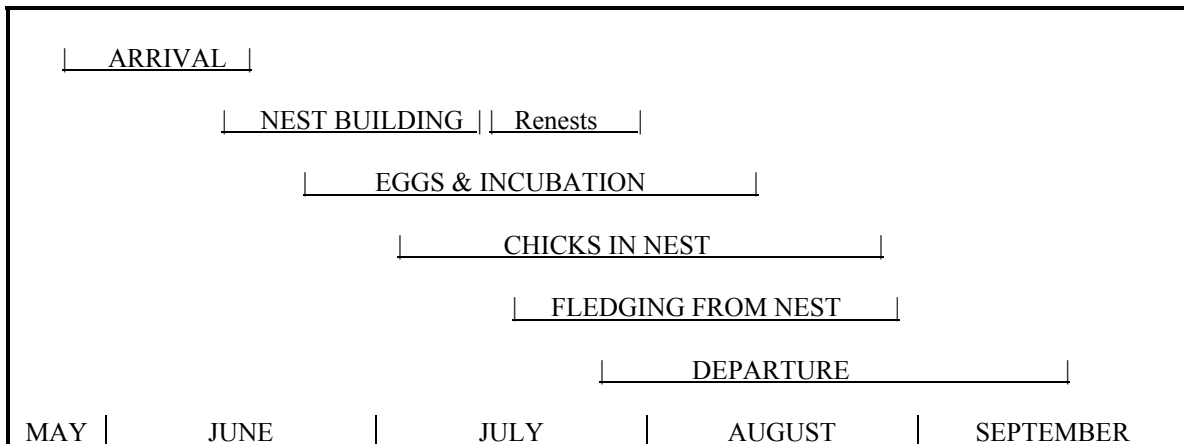 ARRIVAL
NEST BUILDING Renests
EGGS & INCUBATION
CHICKS IN NEST
FLEDGING FROM NEST
DEPARTURE
MAY JUNE JULY AUGUST SEPTEMBER